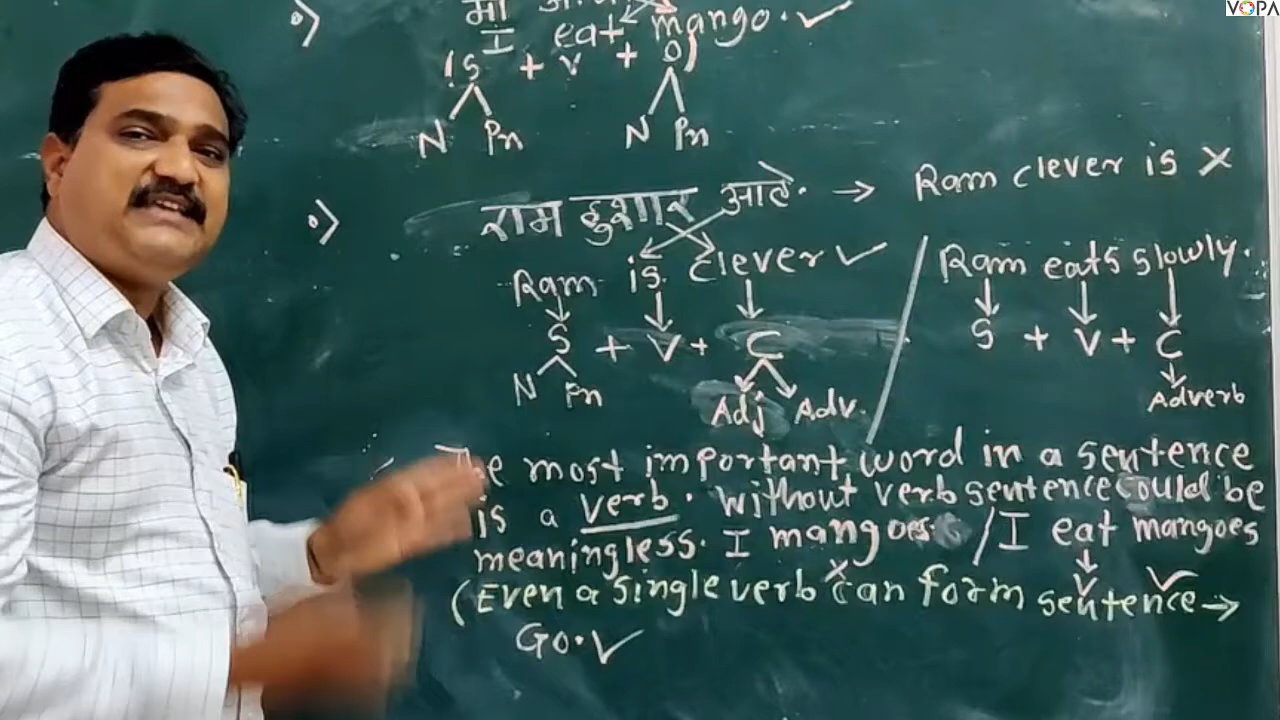 VOPA
I eat mango. ✓
S + V + O
N Pn N Pn
राम हुशार आहे. → Ram clever is ×
Ram is clever ✓ / Ram eats slowly.
S + V + C S + V + C
N Pn Adj Adv. Adverb
The most important word in a sentence
is a verb. without verb sentence could be
meaningless. I mangoes. × / I eat mangoes
V ✓
(Even a single verb can form sentence →
Go. ✓